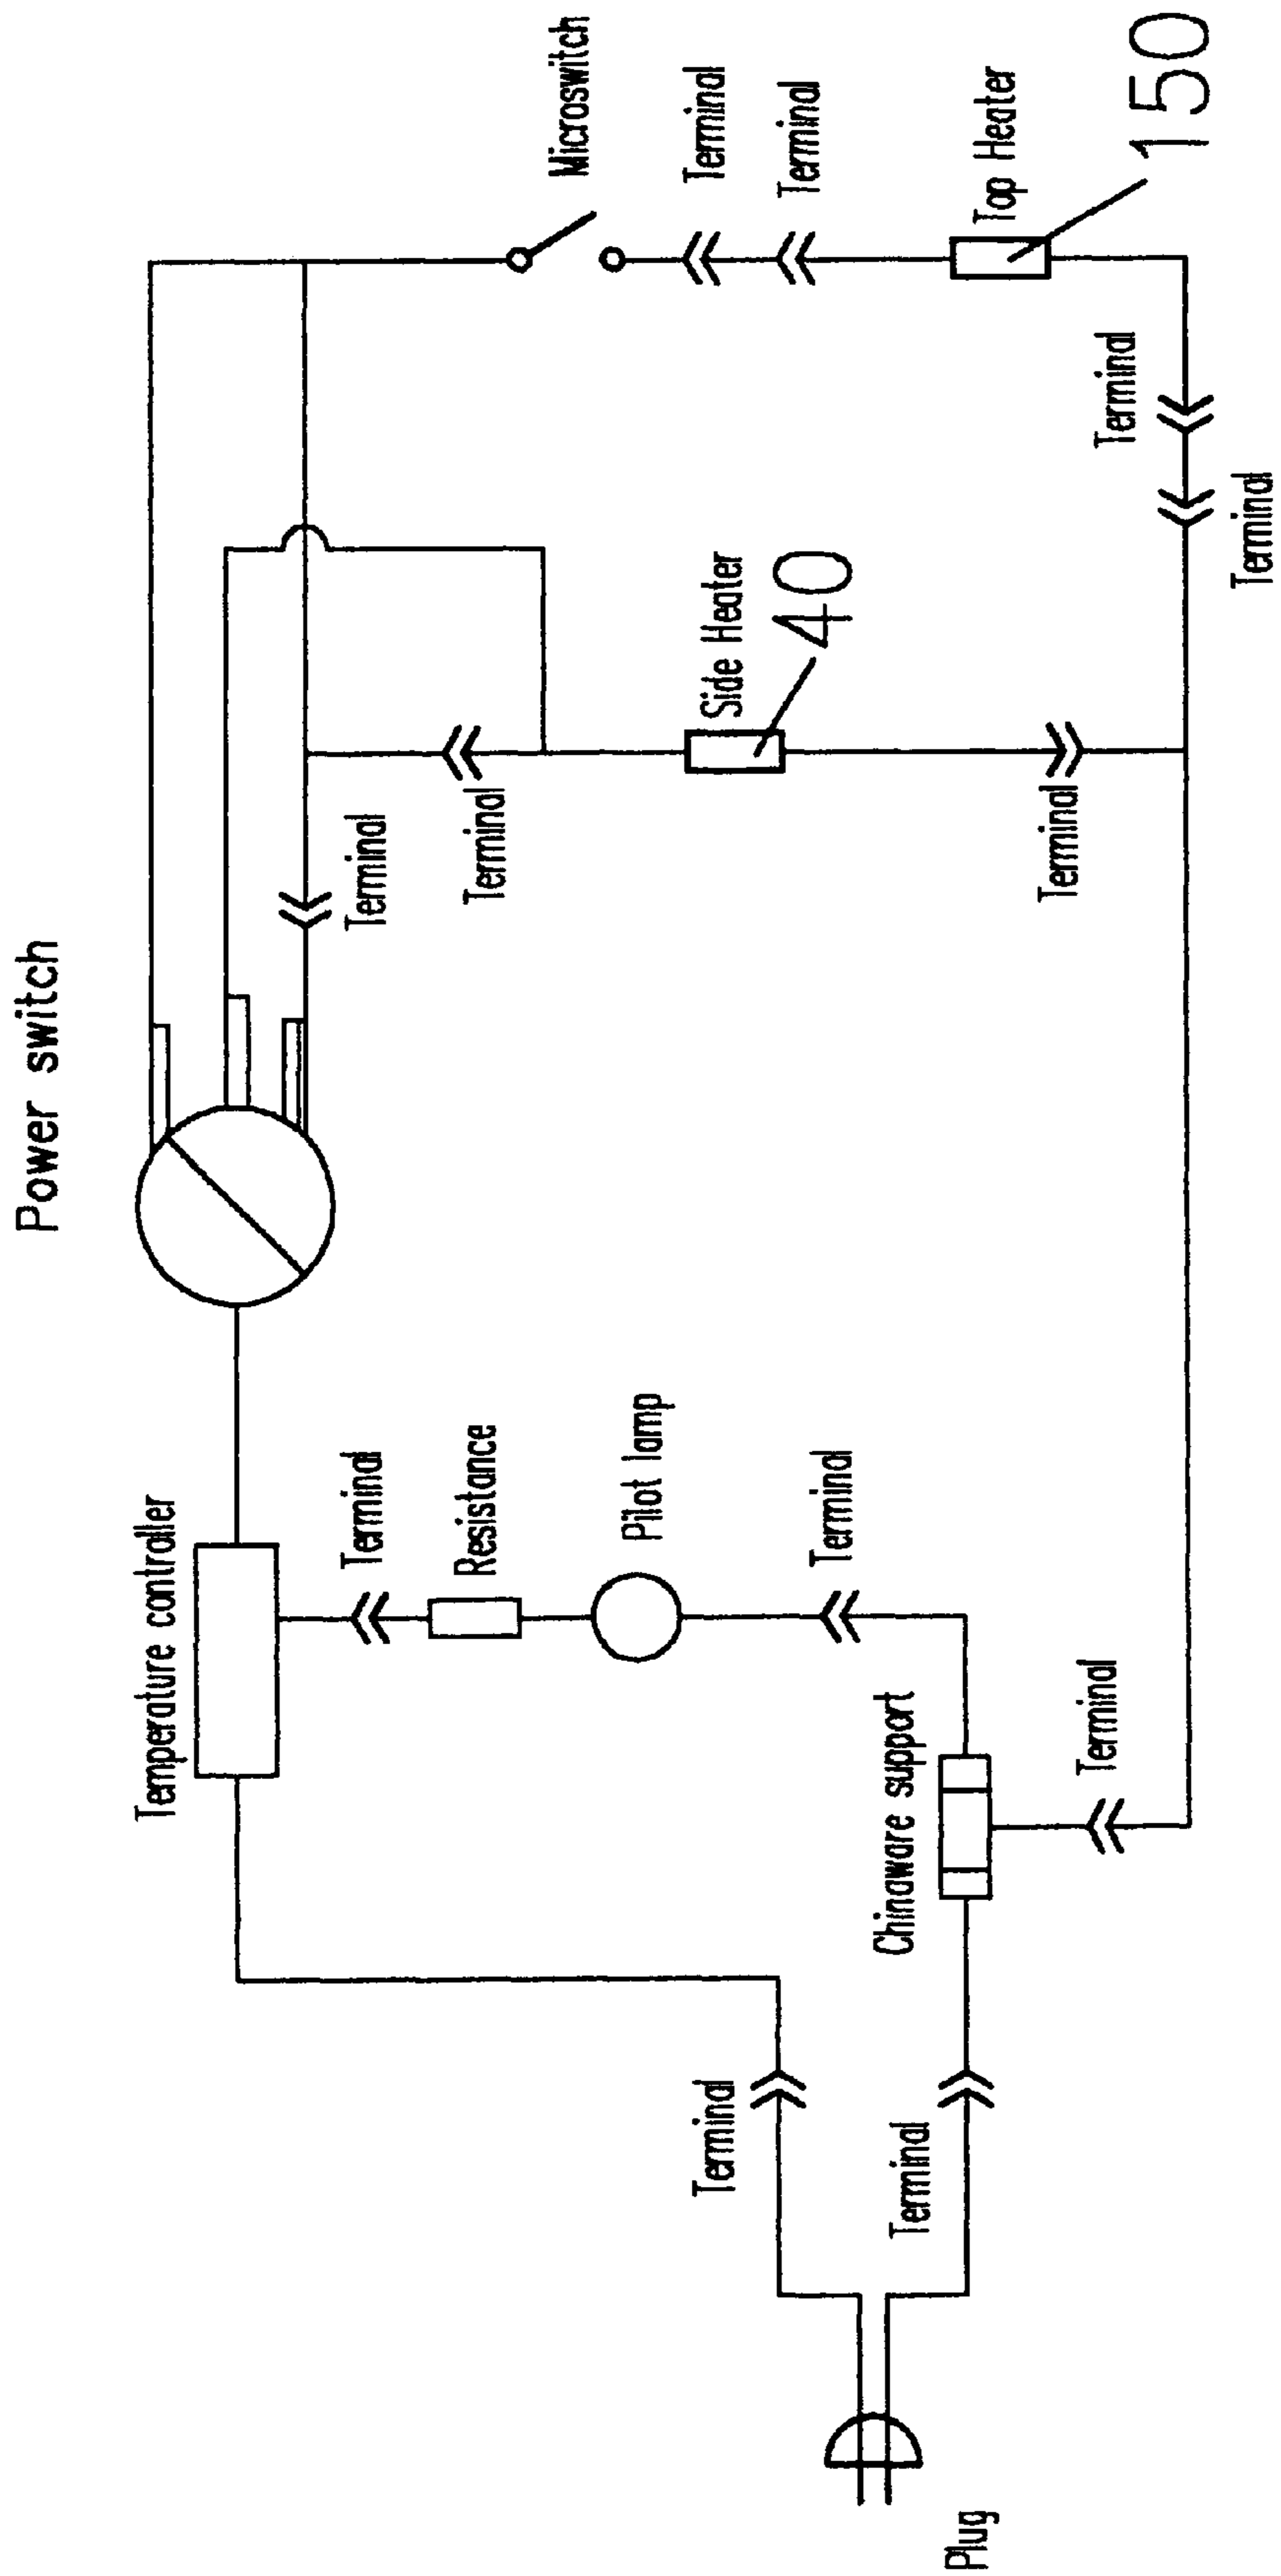 Power switch
Temperature controller
Microswitch
Terminal
Terminal
Terminal
Terminal
Resistance
Terminal
Top Heater
150
Pilot lamp
Side Heater
40
Terminal
Terminal
Terminal
Chinaware support
Terminal
Terminal
Terminal
Terminal
Plug